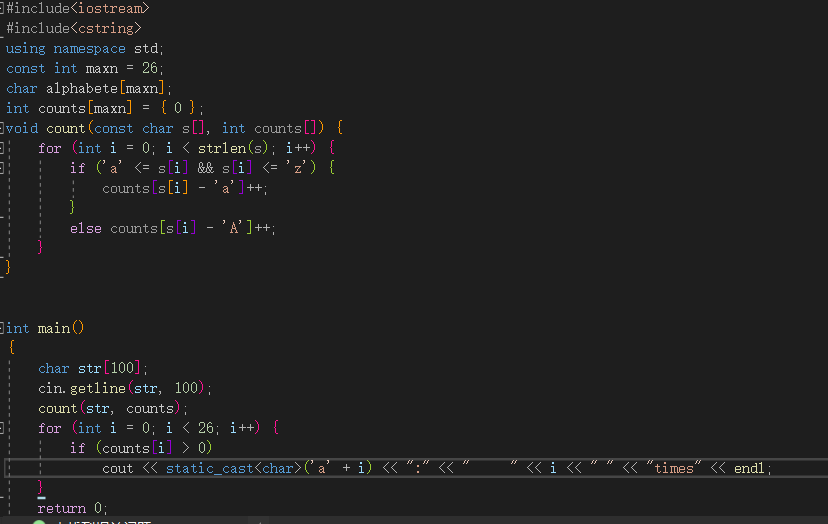 #include<iostream>
#include<cstring>
using namespace std;
const int maxn = 26;
char alphabete[maxn];
int counts[maxn] = { 0 };
void count(const char s[], int counts[]) {
for (int i = 0; i < strlen(s); i++) {
if ('a' <= s[i] && s[i] <= 'z') {
counts[s[i] - 'a']++;
}
else counts[s[i] - 'A']++;
}
}
int main()
{
char str[100];
cin.getline(str, 100);
count(str, counts);
for (int i = 0; i < 26; i++) {
if (counts[i] > 0)
cout << static_cast<char>('a' + i) << ":" << "     " << i << " " << "times" << endl;
}
return 0;